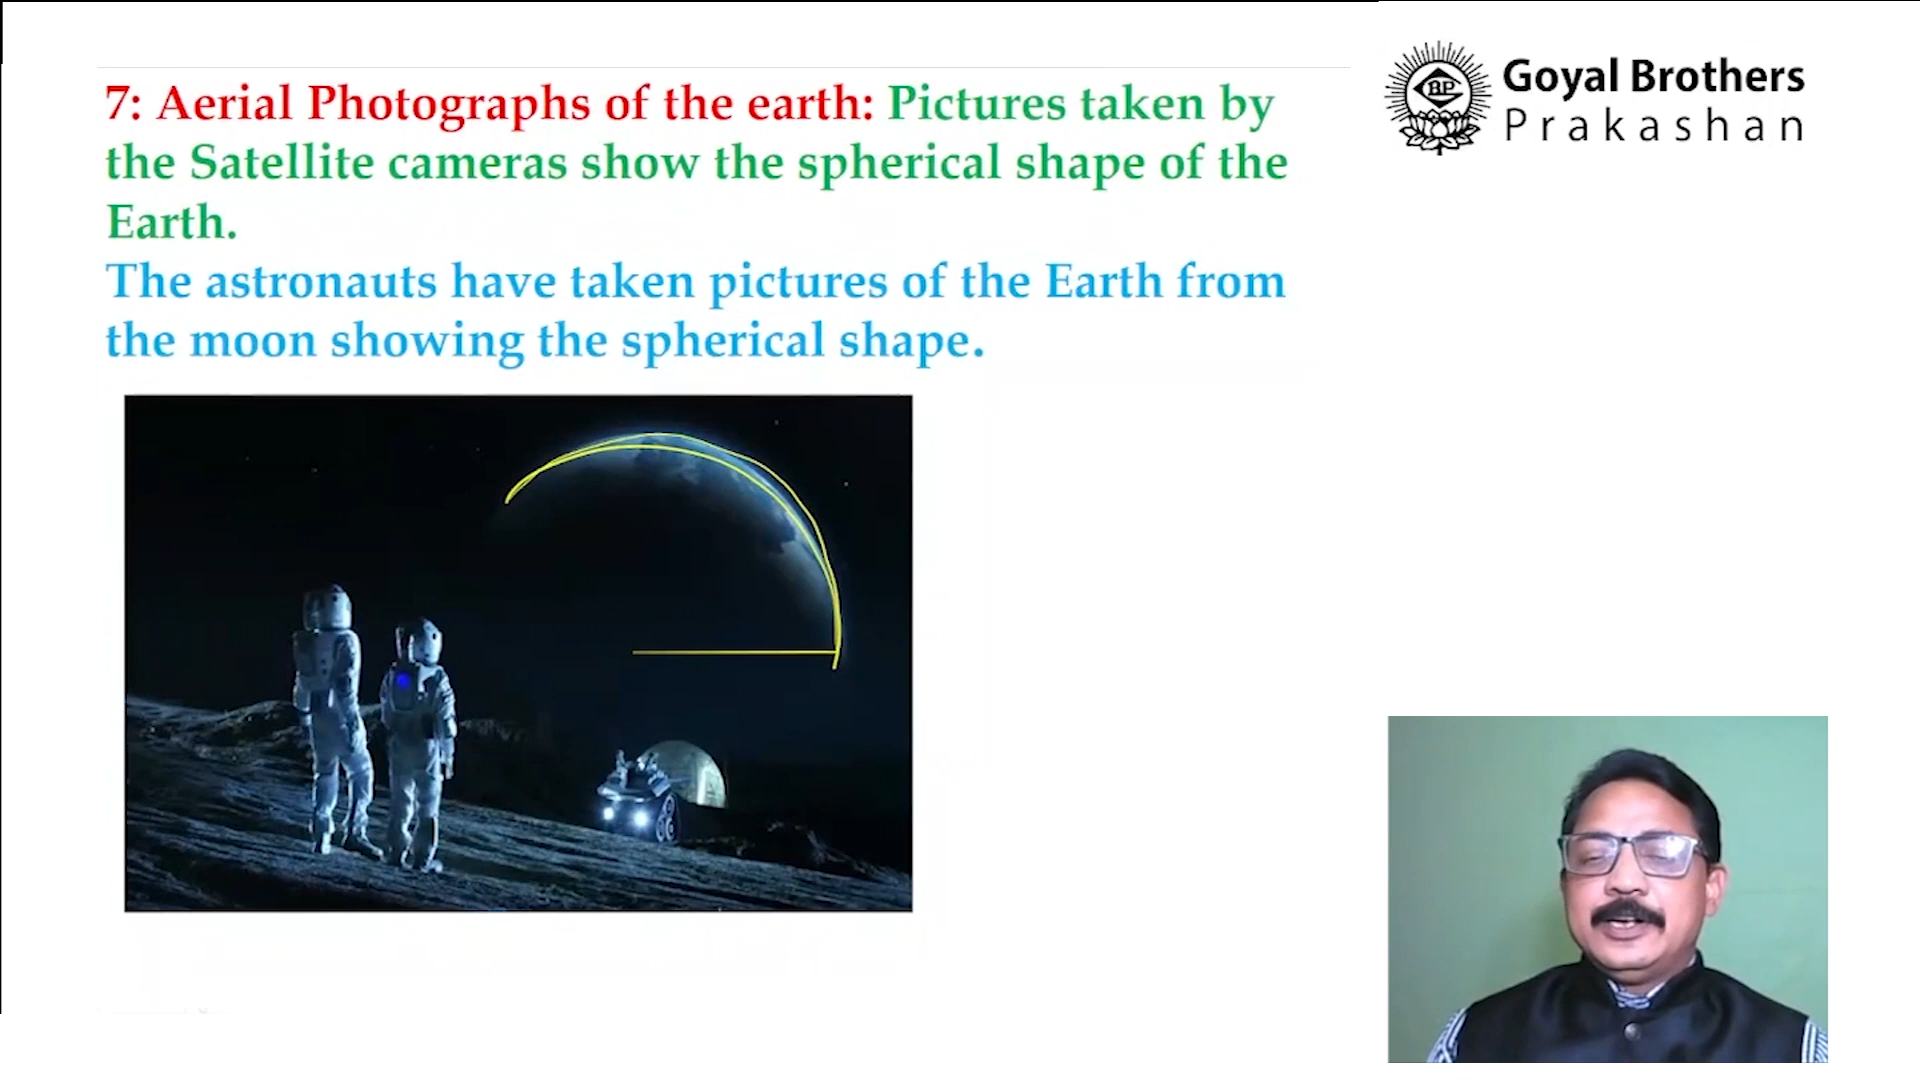 7: Aerial Photographs of the earth: Pictures taken by
the Satellite cameras show the spherical shape of the
Earth.
The astronauts have taken pictures of the Earth from
the moon showing the spherical shape.
BP
Goyal Brothers
Prakashan